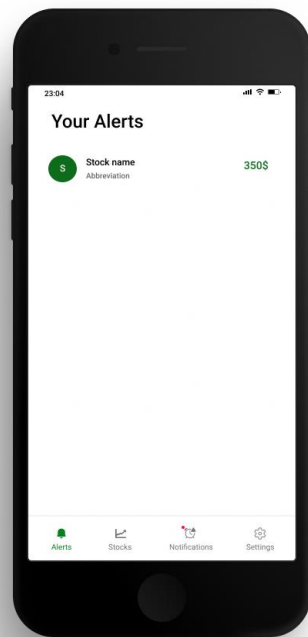 23:04
Your Alerts
S
Stock name
350$
Abbreviation
Alerts
Stocks
Notifications
Settings